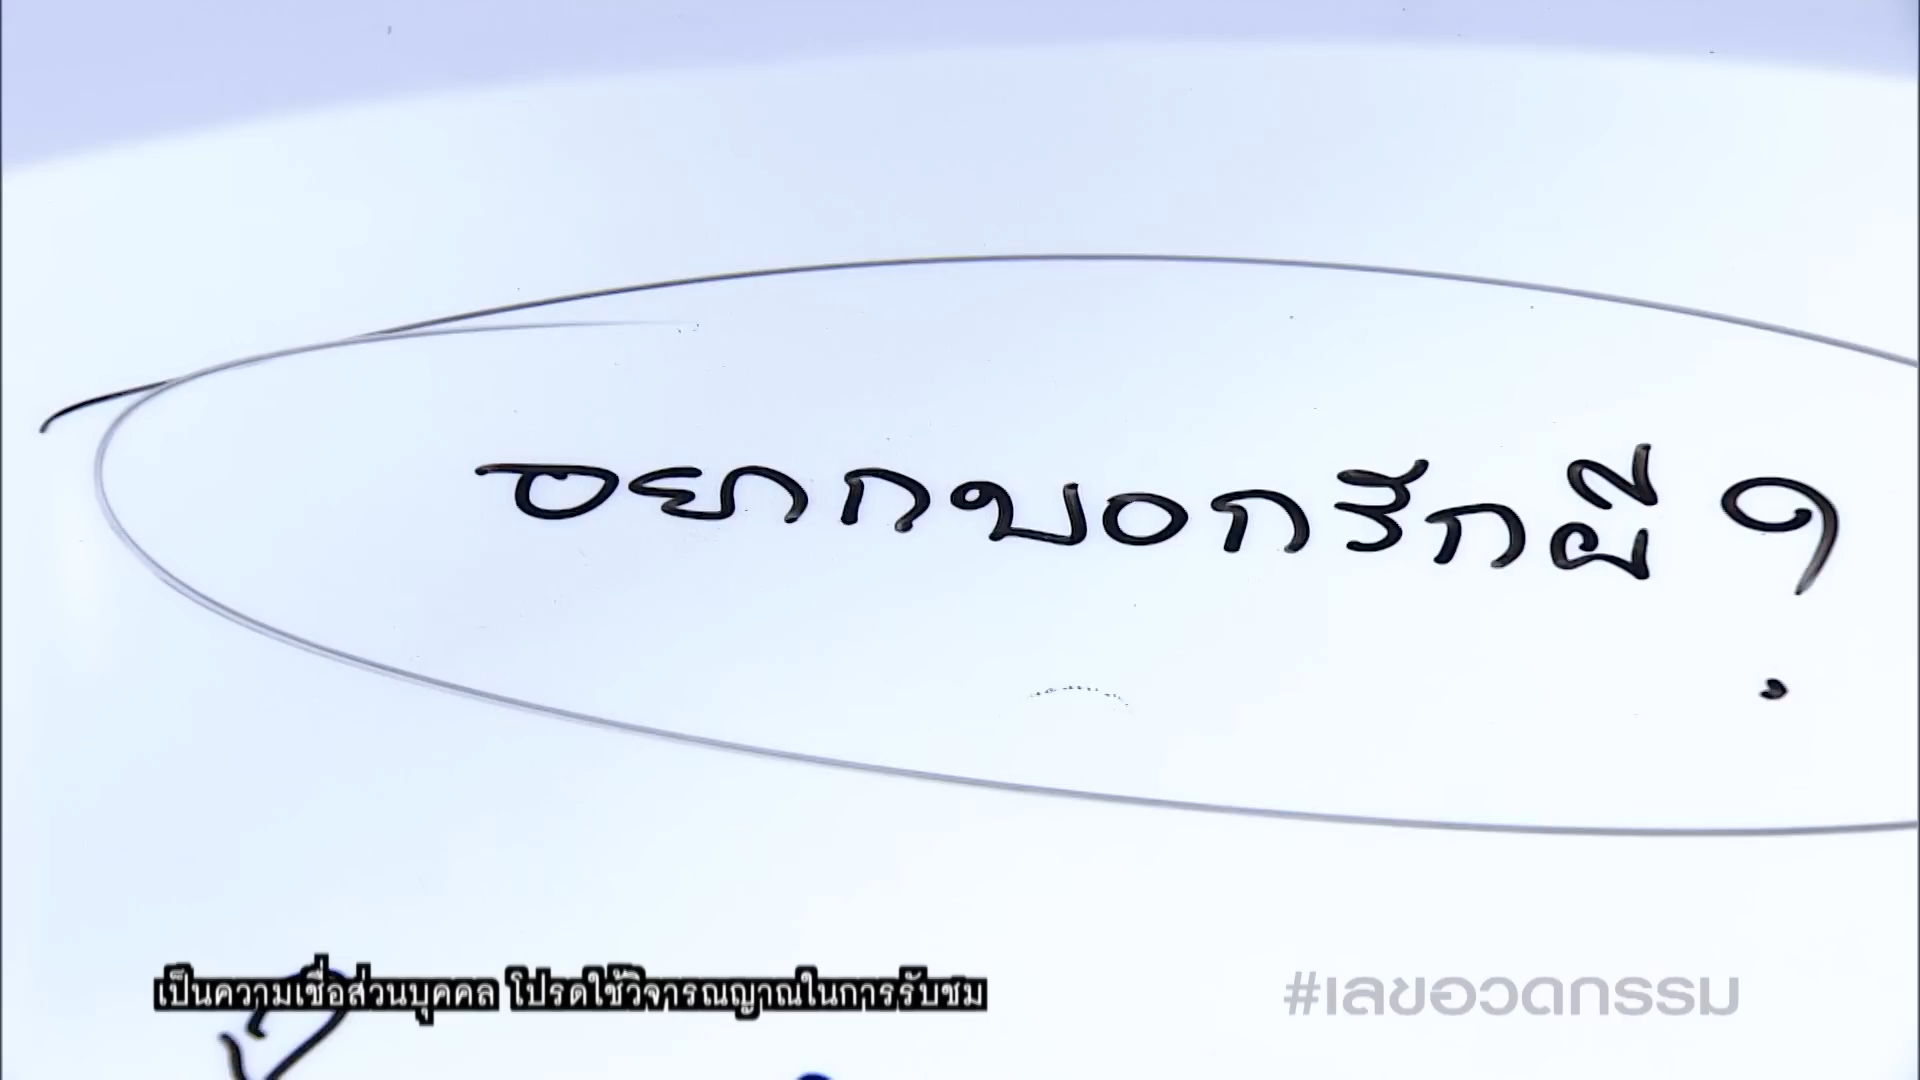 อยากบอกรักผี ?
เป็นความเชื่อส่วนบุคคล โปรดใช้วิจารณญาณในการรับชม
#เลขอวดกรรม